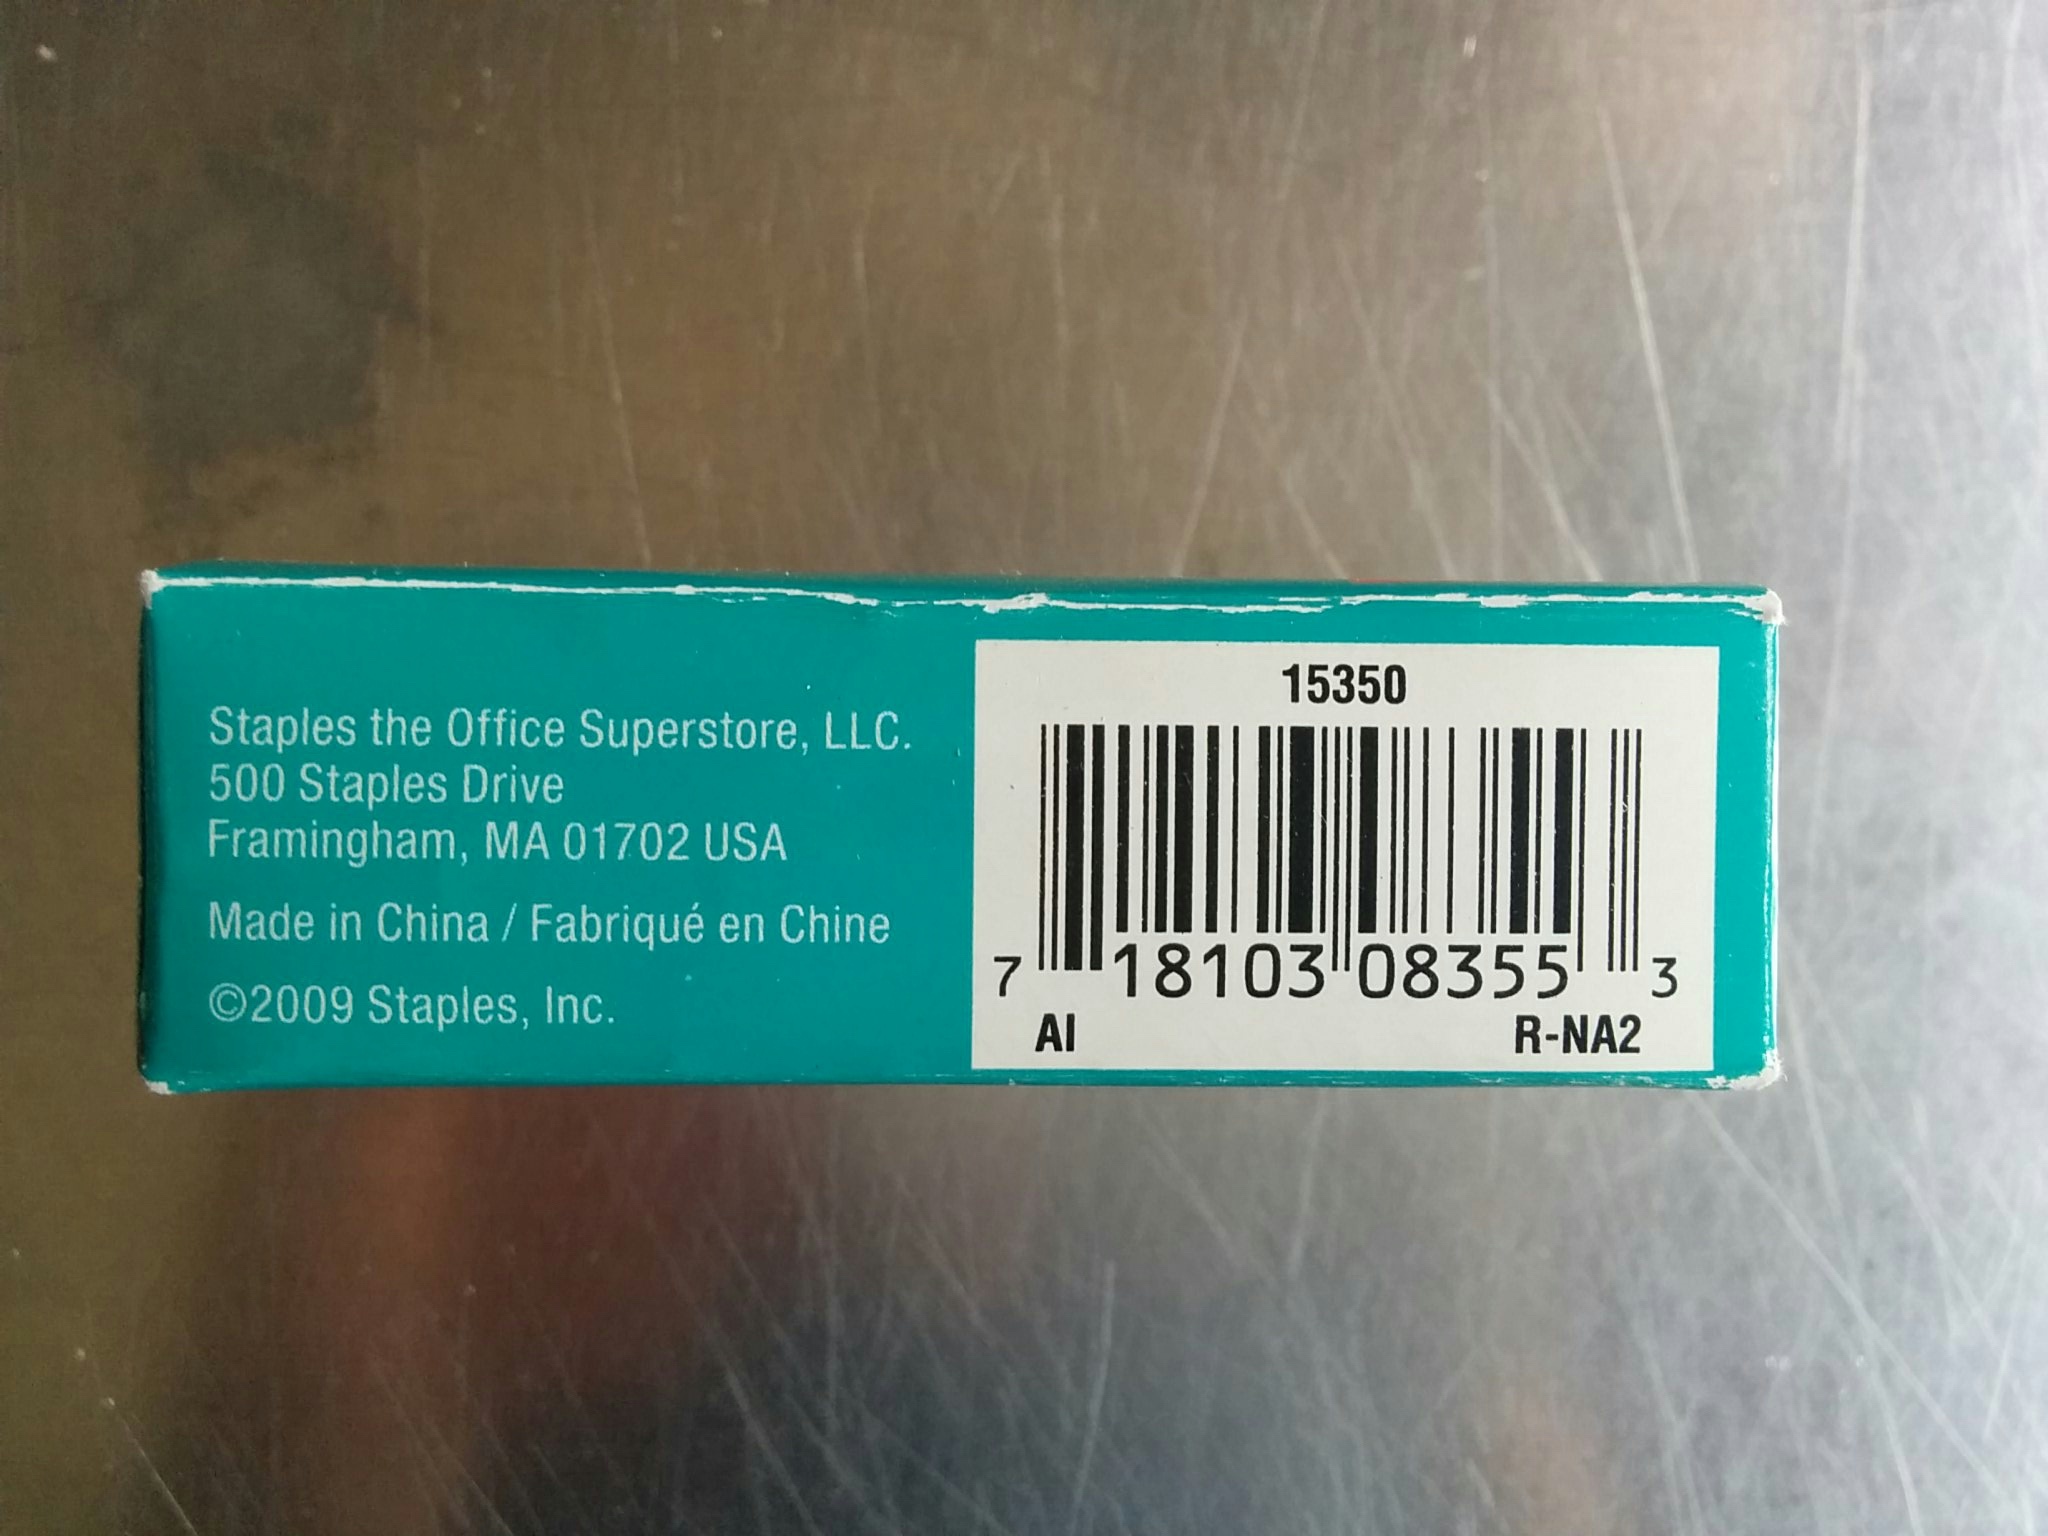 Staples the Office Superstore, LLC.
500 Staples Drive
Framingham, MA 01702 USA
Made in China / Fabriqué en Chine
©2009 Staples, Inc.
15350
7 18103 08355 3
AI R-NA2